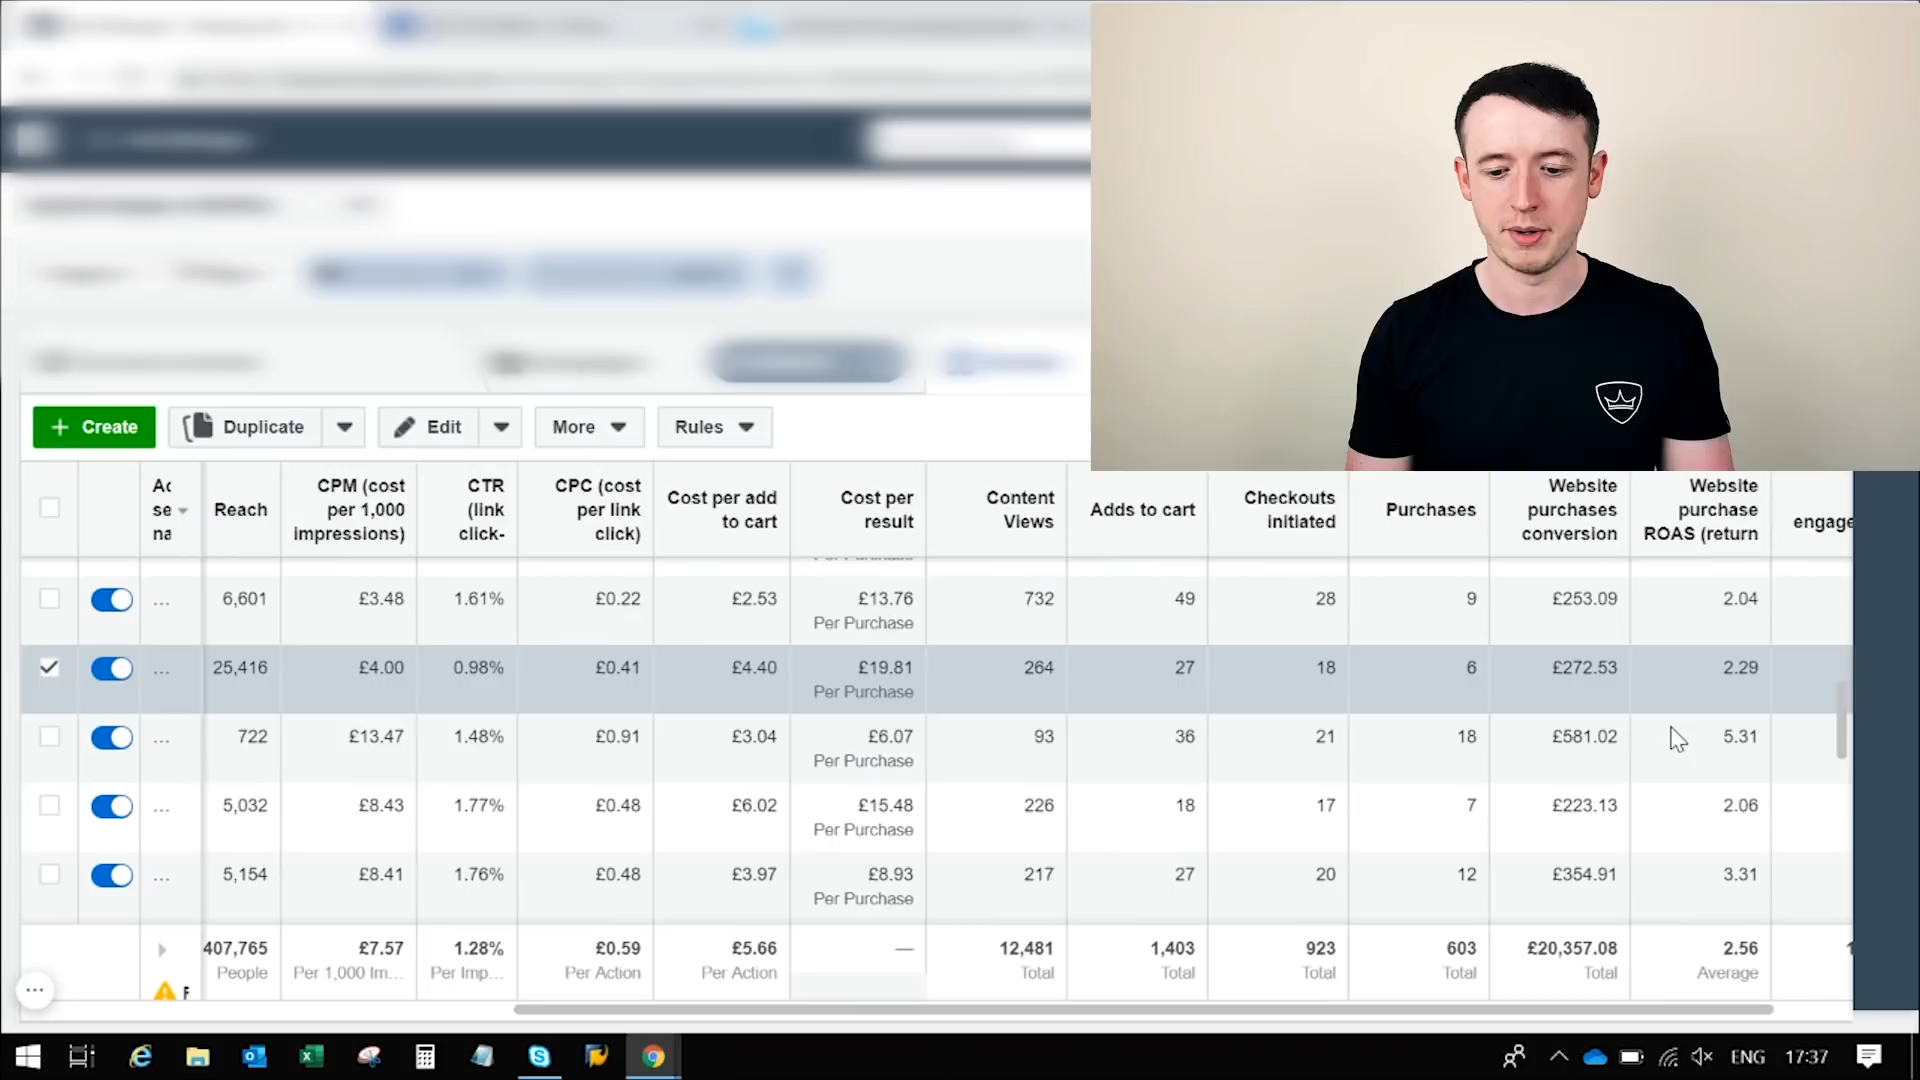 + Create
Duplicate
Edit
More
Rules
Ac
se
na
Reach
CPM (cost
per 1,000
impressions)
CTR
(link
click-
CPC (cost
per link
click)
Cost per add
to cart
Cost per
result
Content
Views
Adds to cart
Checkouts
initiated
Purchases
Website
purchases
conversion
Website
purchase
ROAS (return
engage
... 6,601 £3.48 1.61% £0.22 £2.53 £13.76 732 49 28 9 £253.09 2.04
Per Purchase
... 25,416 £4.00 0.98% £0.41 £4.40 £19.81 264 27 18 6 £272.53 2.29
Per Purchase
... 722 £13.47 1.48% £0.91 £3.04 £6.07 93 36 21 18 £581.02 5.31
Per Purchase
... 5,032 £8.43 1.77% £0.48 £6.02 £15.48 226 18 17 7 £223.13 2.06
Per Purchase
... 5,154 £8.41 1.76% £0.48 £3.97 £8.93 217 27 20 12 £354.91 3.31
Per Purchase
407,765 £7.57 1.28% £0.59 £5.66 — 12,481 1,403 923 603 £20,357.08 2.56
People Per 1,000 Im... Per Imp... Per Action Per Action Total Total Total Total Total Average
ENG 17:37